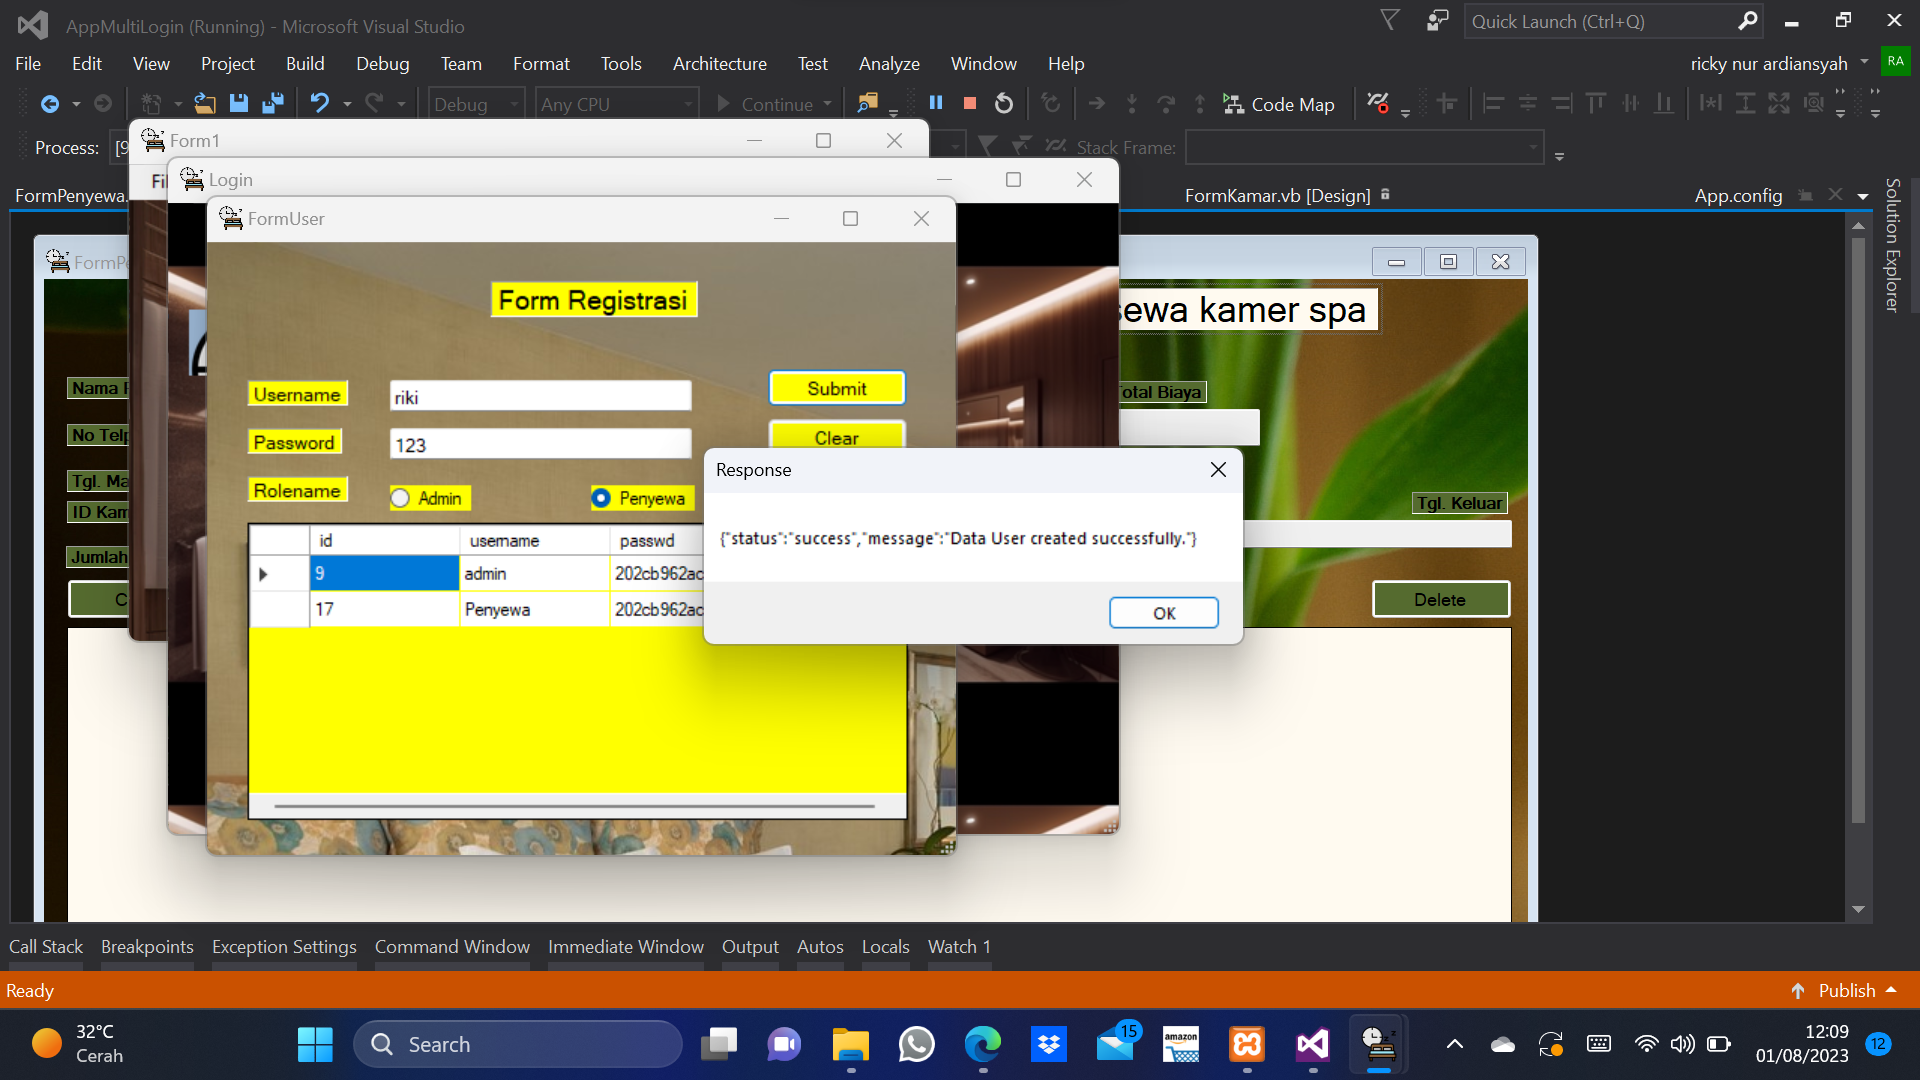 AppMultiLogin (Running) - Microsoft Visual Studio
Quick Launch (Ctrl+Q)
File Edit View Project Build Debug Team Format Tools Architecture Test Analyze Window Help
ricky nur ardiansyah
RA
Debug
Any CPU
Continue
Code Map
Process:
[9
Stack Frame:
Form1
Login
FormUser
FormPenyewa.
FormKamar.vb [Design]
App.config
Solution Explorer
Form Registrasi
sewa kamer spa
Username
riki
Submit
Password
123
Clear
Rolename
Admin
Penyewa
id username passwd
9 admin 202cb962ac
17 Penyewa 202cb962ac
Response
{"status":"success","message":"Data User created successfully."}
OK
Nama
No Telp
Tgl. Ma
ID Kam
Jumlah
C
Total Biaya
Tgl. Keluar
Delete
Call Stack Breakpoints Exception Settings Command Window Immediate Window Output Autos Locals Watch 1
Ready
Publish
32°C
Cerah
Search
15
amazon
12:09
01/08/2023
12